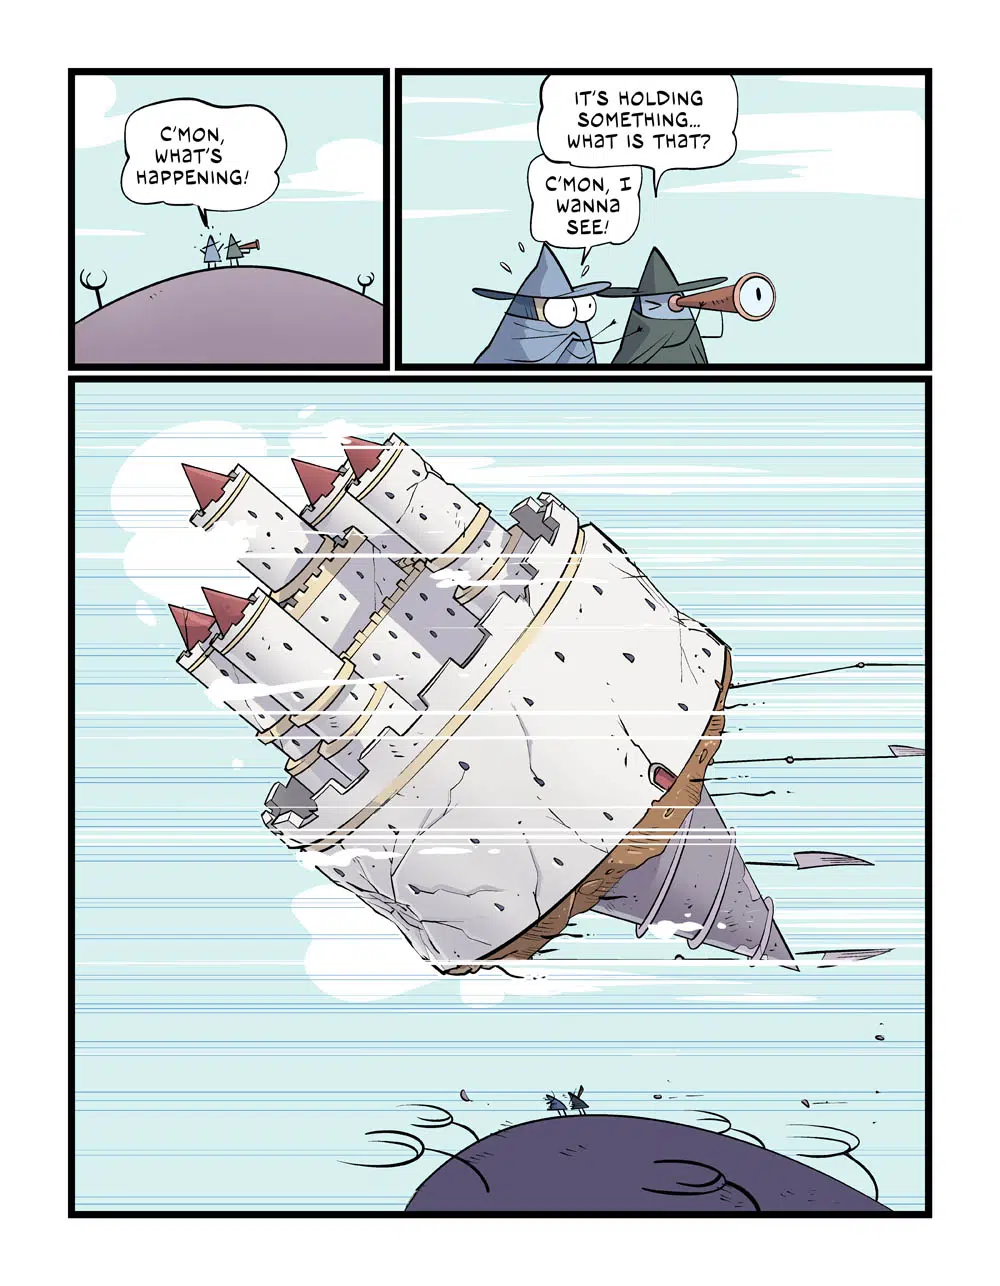 C'MON,
WHAT'S
HAPPENING!
IT'S HOLDING
SOMETHING...
WHAT IS THAT?
C'MON, I
WANNA
SEE!